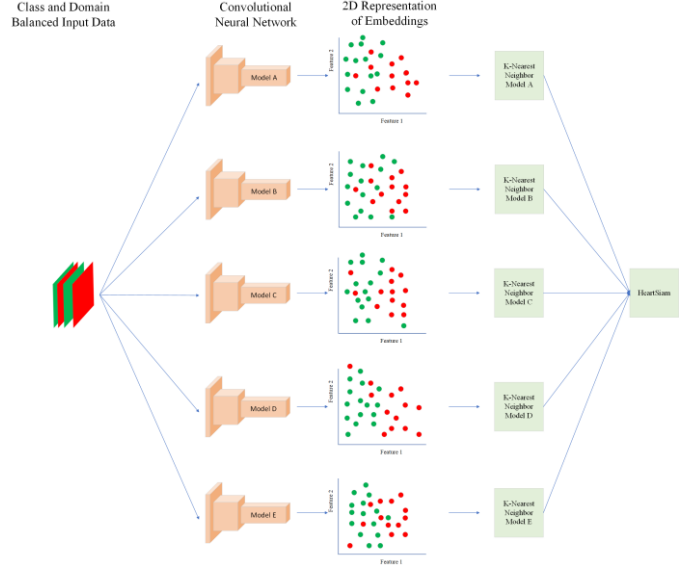 Class and Domain
Balanced Input Data
Convolutional
Neural Network
2D Representation
of Embeddings
Model A
Feature 2
Feature 1
K-Nearest
Neighbor
Model A
Model B
Feature 2
Feature 1
K-Nearest
Neighbor
Model B
Model C
Feature 2
Feature 1
K-Nearest
Neighbor
Model C
HeartSiam
Model D
Feature 2
Feature 1
K-Nearest
Neighbor
Model D
Model E
Feature 2
Feature 1
K-Nearest
Neighbor
Model E